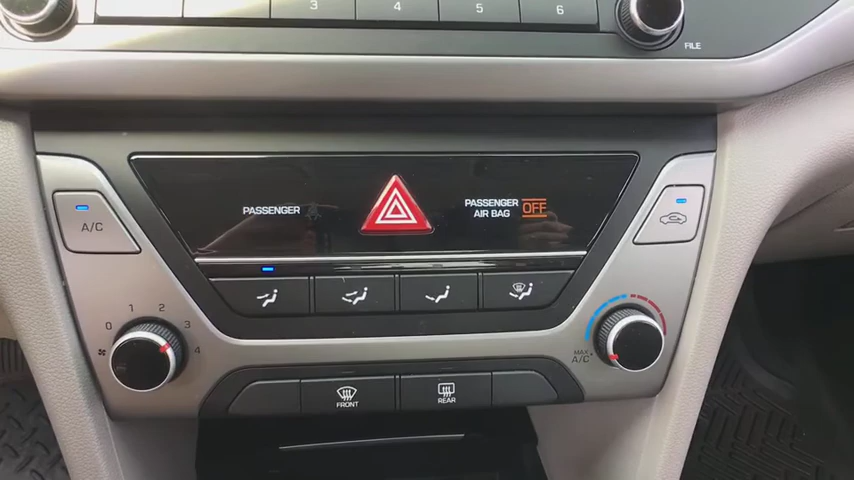 3 4 5 6
FILE
A/C
PASSENGER
PASSENGER
AIR BAG OFF
0 1 2 3 4
MAX
A/C
FRONT
REAR